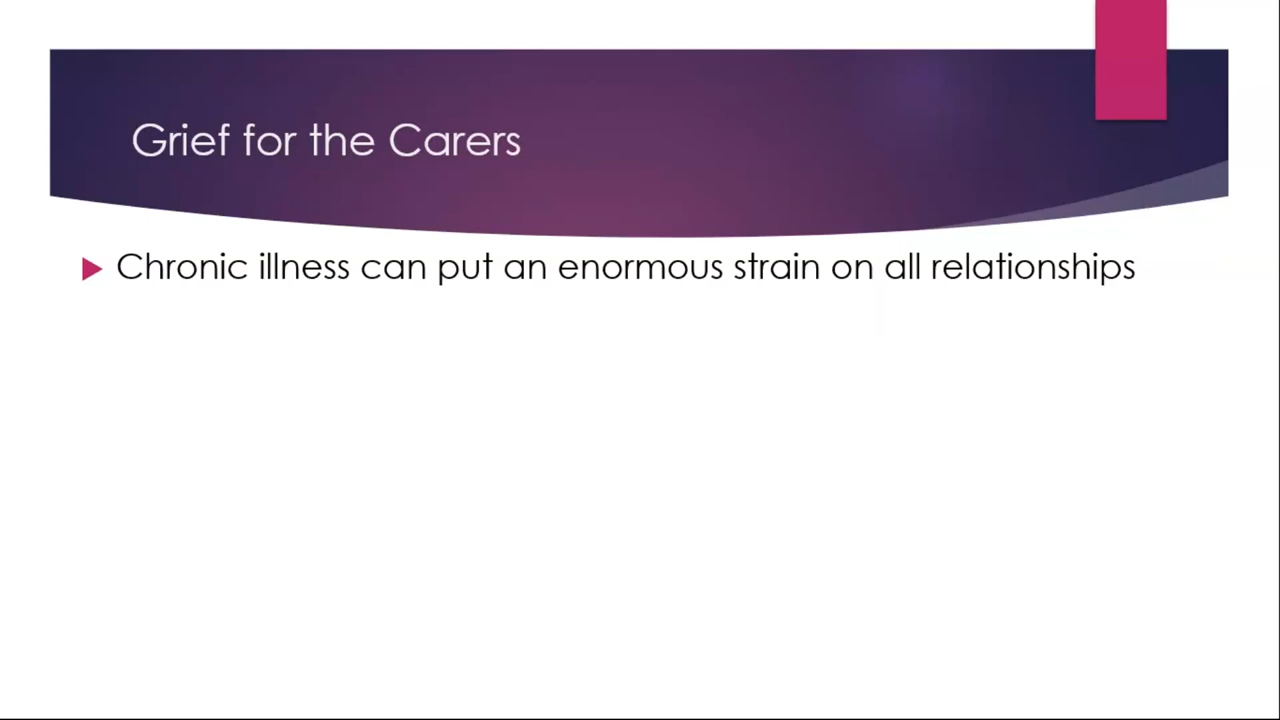 Grief for the Carers
Chronic illness can put an enormous strain on all relationships